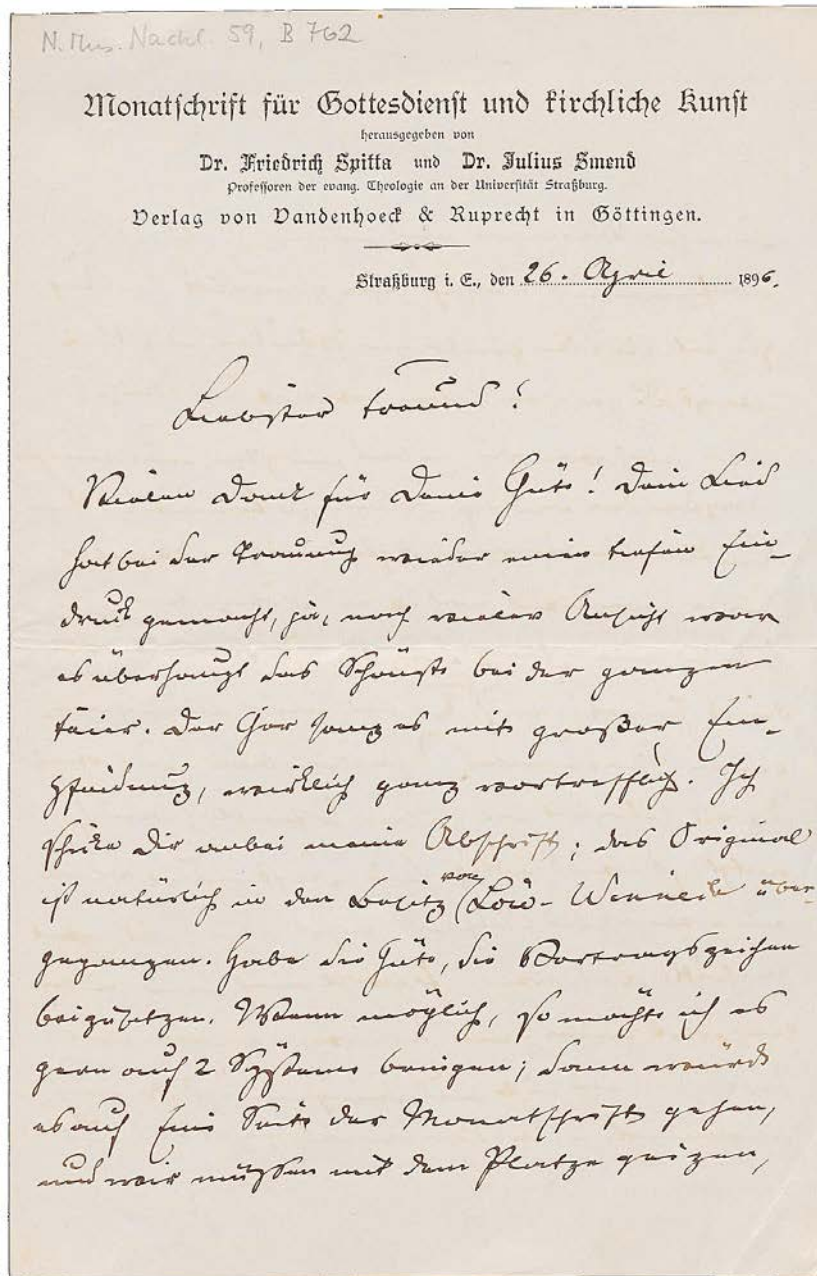 N. Mus. Nachl. 59, B 762
Monatschrift für Gottesdienst und kirchliche Kunst
herausgegeben von
Dr. Friedrich Spitta und Dr. Julius Smend
Professoren der evang. Theologie an der Universität Straßburg.
Verlag von Vandenhoeck & Ruprecht in Göttingen.
Straßburg i. E., den 26. April 1896.
Liebster Freund!
Vielen Dank für Deine Güte! Dein Lied
hat bei der Trauung wieder einen tiefen Ein-
druck gemacht, ja, nach vieler Ansicht war
es überhaupt das Schönste bei der ganzen
Feier. Der Chor sang es mit großer Em-
pfindung, wirklich ganz vortrefflich. Ich
schicke Dir anbei meine Abschrift; das Original
ist natürlich in den Besitz von über-
gegangen. Habe die Güte, die Vortragszeichen
beizusetzen. Wenn möglich, so möchte ich es
gern auf 2 Systeme bringen; dann würde
es auf Eine Seite der Monatschrift gehen,
und wir müssen mit dem Platze geizen,